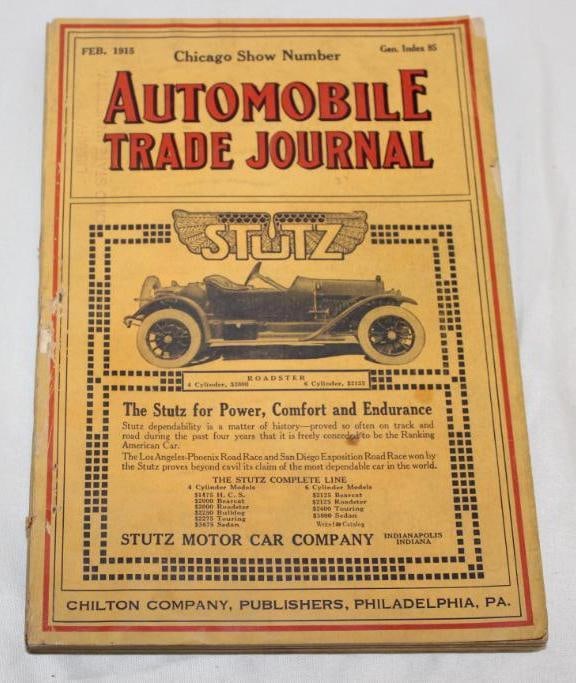 FEB. 1915
Chicago Show Number
Gen. Index 85
AUTOMOBILE
TRADE JOURNAL
STUTZ
ROADSTER
4 Cylinder, $2000 6 Cylinder, $2125
The Stutz for Power, Comfort and Endurance
Stutz dependability is a matter of history—proved so often on track and
road during the past four years that it is freely conceded to be the Ranking
American Car.
The Los Angeles-Phoenix Road Race and San Diego Exposition Road Race won by
the Stutz proves beyond cavil its claim of the most dependable car in the world.
THE STUTZ COMPLETE LINE
4 Cylinder Models 6 Cylinder Models
$1475 H. C. S. $2125 Bearcat
$2000 Bearcat $2125 Roadster
$2000 Roadster $2400 Touring
$2250 Bulldog Sedan
$2275 Touring Write for Catalog
Sedan
STUTZ MOTOR CAR COMPANY INDIANAPOLIS
INDIANA
CHILTON COMPANY, PUBLISHERS, PHILADELPHIA, PA.